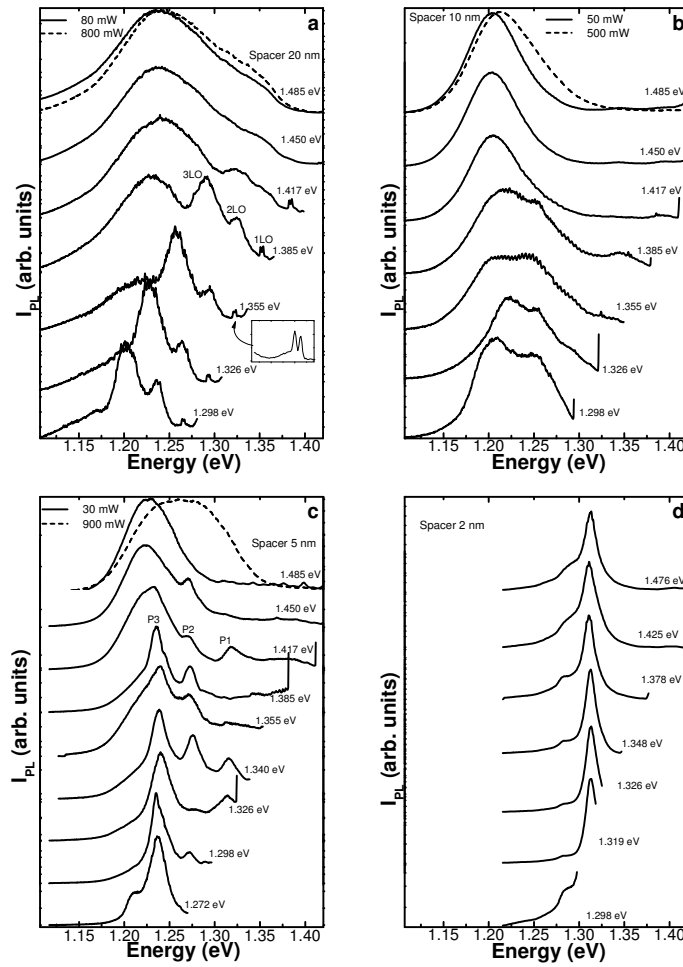 80 mW
800 mW
a
Spacer 20 nm
1.485 eV
1.450 eV
1.417 eV
3LO
2LO
1LO
1.385 eV
1.355 eV
1.326 eV
1.298 eV
I_PL (arb. units)
1.15 1.20 1.25 1.30 1.35 1.40
Energy (eV)
Spacer 10 nm
50 mW
500 mW
b
1.485 eV
1.450 eV
1.417 eV
1.385 eV
1.355 eV
1.326 eV
1.298 eV
I_PL (arb. units)
1.15 1.20 1.25 1.30 1.35 1.40
Energy (eV)
30 mW
900 mW
c
Spacer 5 nm
1.485 eV
1.450 eV
P3
P2
P1
1.417 eV
1.385 eV
1.355 eV
1.340 eV
1.326 eV
1.298 eV
1.272 eV
I_PL (arb. units)
1.15 1.20 1.25 1.30 1.35 1.40
Energy (eV)
d
Spacer 2 nm
1.476 eV
1.425 eV
1.378 eV
1.348 eV
1.326 eV
1.319 eV
1.298 eV
I_PL (arb. units)
1.15 1.20 1.25 1.30 1.35 1.40
Energy (eV)